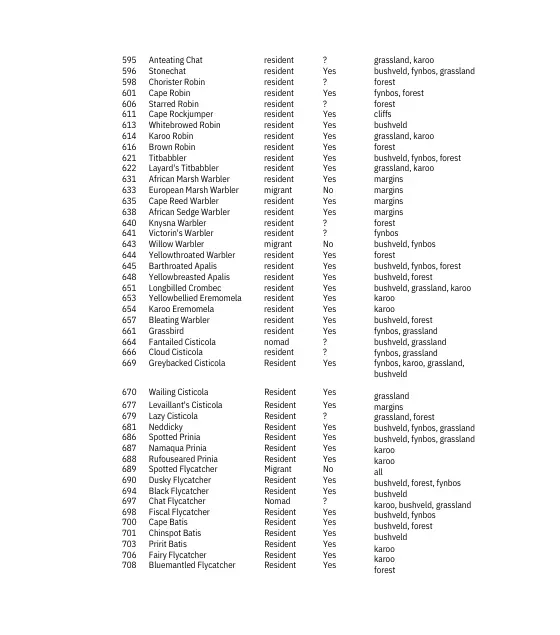 595 Anteating Chat resident ? grassland, karoo
596 Stonechat resident Yes bushveld, fynbos, grassland
598 Chorister Robin resident ? forest
601 Cape Robin resident Yes fynbos, forest
606 Starred Robin resident ? forest
611 Cape Rockjumper resident Yes cliffs
613 Whitebrowed Robin resident Yes bushveld
614 Karoo Robin resident Yes grassland, karoo
616 Brown Robin resident Yes forest
621 Titbabbler resident Yes bushveld, fynbos, forest
622 Layard's Titbabbler resident Yes grassland, karoo
631 African Marsh Warbler resident Yes margins
633 European Marsh Warbler migrant No margins
635 Cape Reed Warbler resident Yes margins
638 African Sedge Warbler resident Yes margins
640 Knysna Warbler resident ? forest
641 Victorin's Warbler resident ? fynbos
643 Willow Warbler migrant No bushveld, fynbos
644 Yellowthroated Warbler resident Yes forest
645 Barthroated Apalis resident Yes bushveld, fynbos, forest
648 Yellowbreasted Apalis resident Yes bushveld, forest
651 Longbilled Crombec resident Yes bushveld, grassland, karoo
653 Yellowbellied Eremomela resident Yes karoo
654 Karoo Eremomela resident Yes karoo
657 Bleating Warbler resident Yes bushveld, forest
661 Grassbird resident Yes fynbos, grassland
664 Fantailed Cisticola nomad ? bushveld, grassland
666 Cloud Cisticola resident ? fynbos, grassland
669 Greybacked Cisticola Resident Yes fynbos, karoo, grassland,
bushveld
670 Wailing Cisticola Resident Yes grassland
677 Levaillant's Cisticola Resident Yes margins
679 Lazy Cisticola Resident ? grassland, forest
681 Neddicky Resident Yes bushveld, fynbos, grassland
686 Spotted Prinia Resident Yes bushveld, fynbos, grassland
687 Namaqua Prinia Resident Yes karoo
688 Rufouseared Prinia Resident Yes karoo
689 Spotted Flycatcher Migrant No all
690 Dusky Flycatcher Resident Yes bushveld, forest, fynbos
694 Black Flycatcher Resident Yes bushveld
697 Chat Flycatcher Nomad ? karoo, bushveld, grassland
698 Fiscal Flycatcher Resident Yes bushveld, fynbos
700 Cape Batis Resident Yes bushveld, forest
701 Chinspot Batis Resident Yes bushveld
703 Pririt Batis Resident Yes karoo
706 Fairy Flycatcher Resident Yes karoo
708 Bluemantled Flycatcher Resident Yes forest